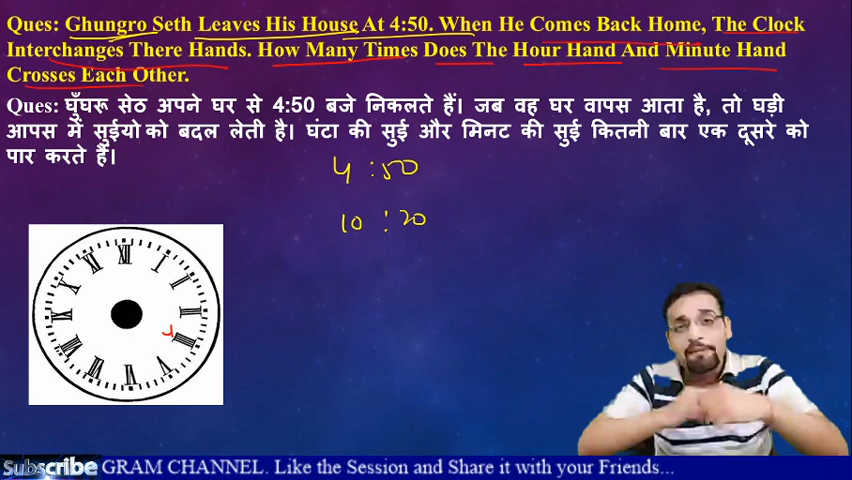 Ques: Ghungro Seth Leaves His House At 4:50. When He Comes Back Home, The Clock
Interchanges There Hands. How Many Times Does The Hour Hand And Minute Hand
Crosses Each Other.
Ques: घुँघरू सेठ अपने घर से 4:50 बजे निकलते हैं। जब वह घर वापस आता है, तो घड़ी
आपस में सुईयो को बदल लेती है। घंटा की सुई और मिनट की सुई कितनी बार एक दूसरे को
पार करते हैं।
4 : 50
10 : 20
XII
I
II
III
IIII
V
VI
VII
VIII
IX
X
XI
Subscribe GRAM CHANNEL. Like the Session and Share it with your Friends...